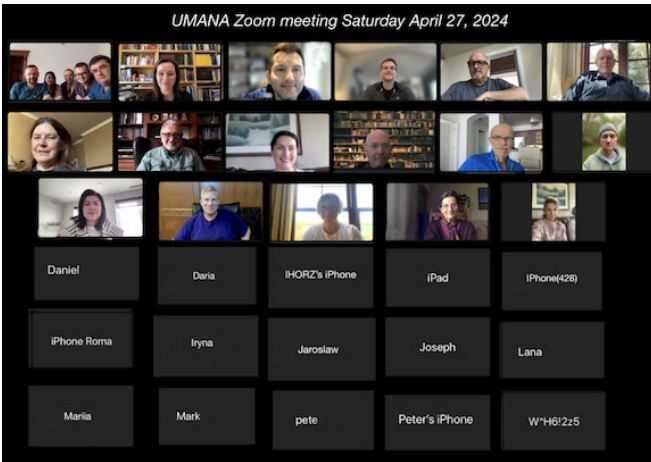 UMANA Zoom meeting Saturday April 27, 2024
Daniel
Daria
IHORZ's iPhone
iPad
IPhone(428)
iPhone Roma
Iryna
Jaroslaw
Joseph
Lana
Mariia
Mark
pete
Peter's iPhone
W^H6!2z5